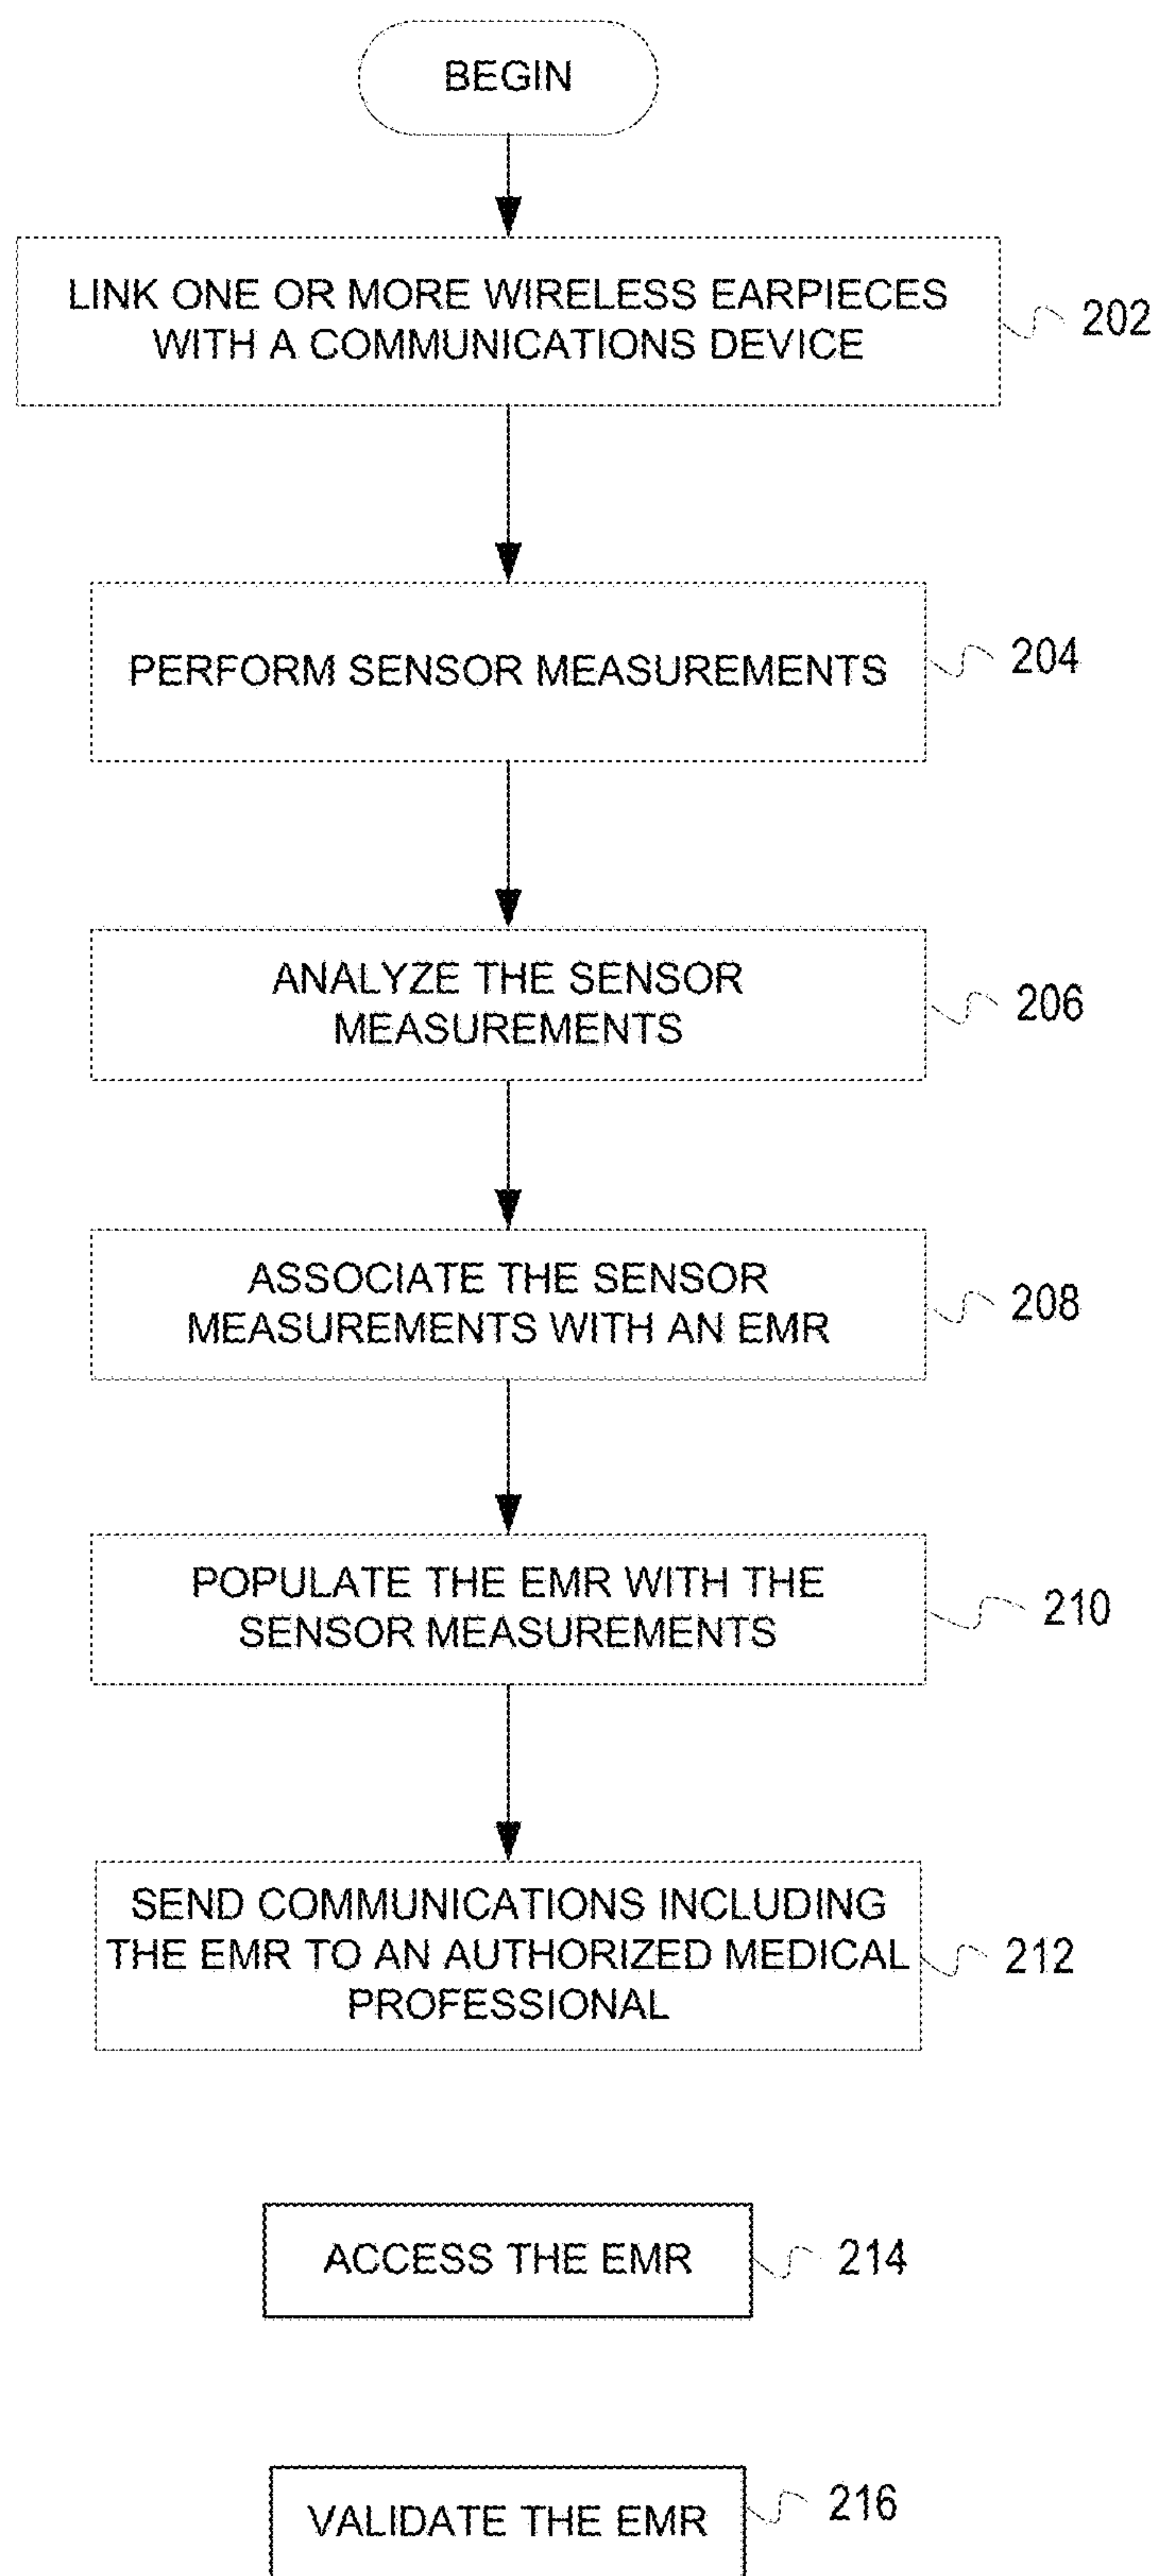 BEGIN
LINK ONE OR MORE WIRELESS EARPIECES
WITH A COMMUNICATIONS DEVICE
202
PERFORM SENSOR MEASUREMENTS
204
ANALYZE THE SENSOR
MEASUREMENTS
206
ASSOCIATE THE SENSOR
MEASUREMENTS WITH AN EMR
208
POPULATE THE EMR WITH THE
SENSOR MEASUREMENTS
210
SEND COMMUNICATIONS INCLUDING
THE EMR TO AN AUTHORIZED MEDICAL
PROFESSIONAL
212
ACCESS THE EMR
214
VALIDATE THE EMR
216